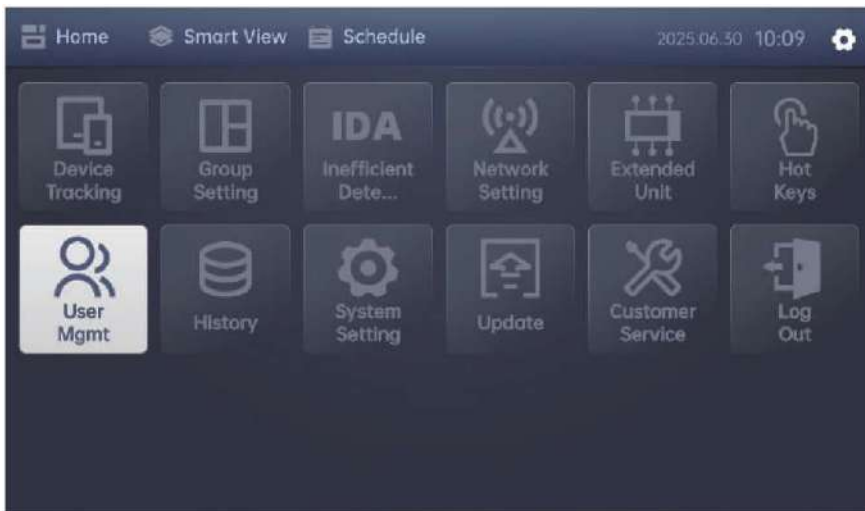 Home Smart View Schedule 2025.06.30 10:09
Device Tracking
Group Setting
IDA
Inefficient Dete...
Network Setting
Extended Unit
Hot Keys
User Mgmt
History
System Setting
Update
Customer Service
Log Out